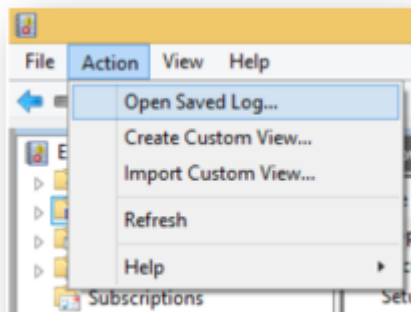 File Action View Help
Open Saved Log...
Create Custom View...
Import Custom View...
Refresh
Help
Subscriptions